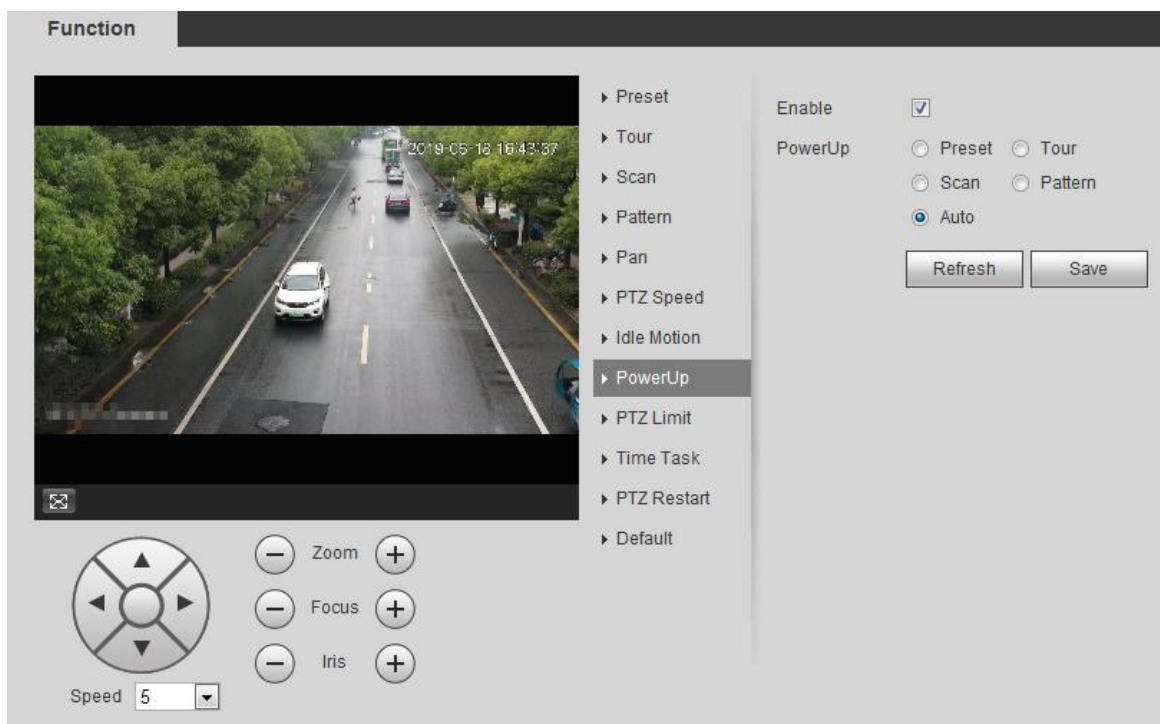 Function
2019-05-18 16:43:37
Preset
Tour
Scan
Pattern
Pan
PTZ Speed
Idle Motion
PowerUp
PTZ Limit
Time Task
PTZ Restart
Default
Enable
PowerUp Preset Tour
Scan Pattern
Auto
Refresh Save
Zoom
Focus
Iris
Speed 5